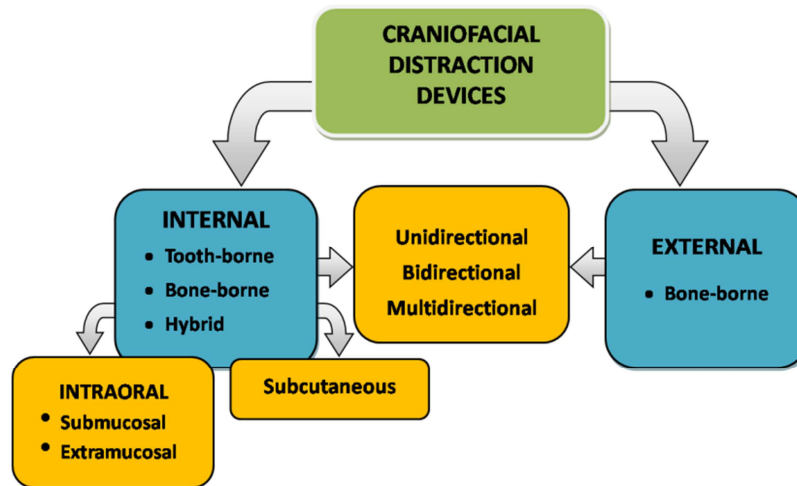 CRANIOFACIAL
DISTRACTION
DEVICES
INTERNAL
• Tooth-borne
• Bone-borne
• Hybrid
Unidirectional
Bidirectional
Multidirectional
EXTERNAL
• Bone-borne
INTRAORAL
• Submucosal
• Extramucosal
Subcutaneous